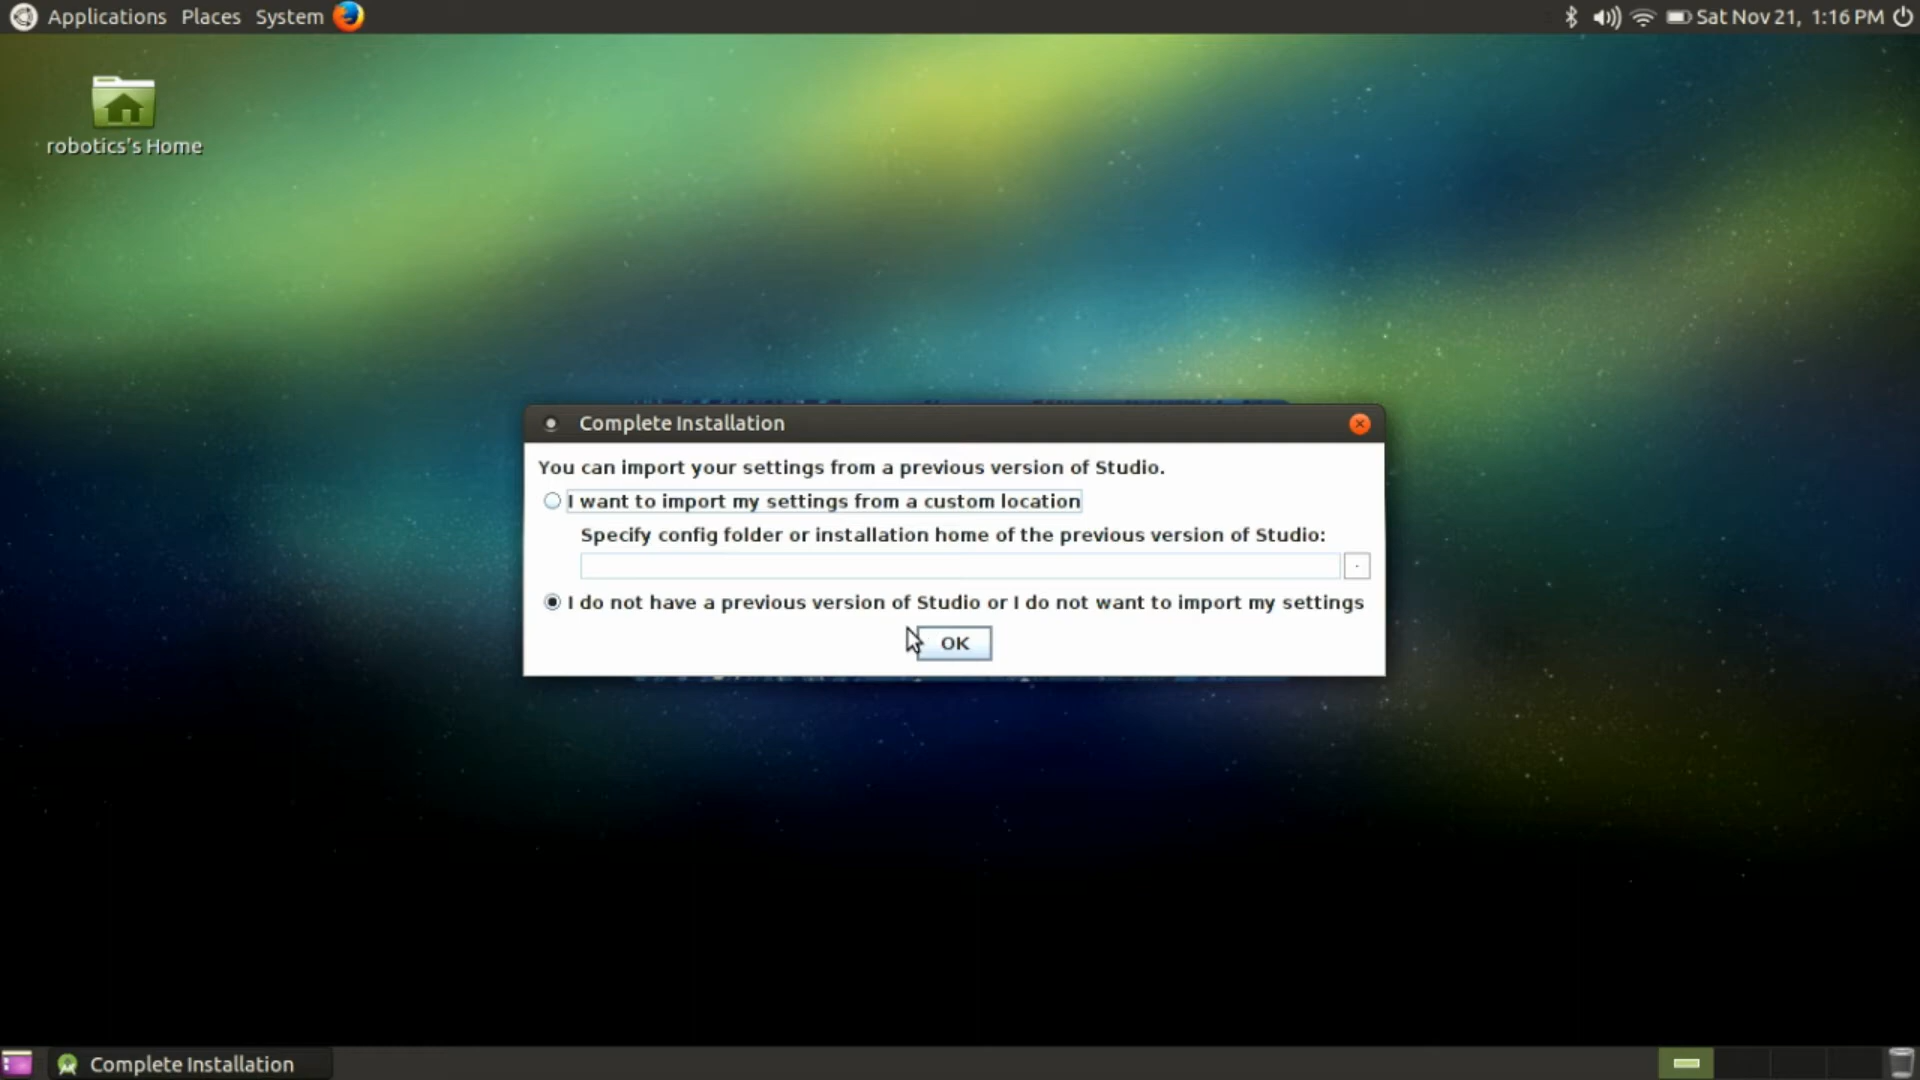 Applications Places System Sat Nov 21, 1:16 PM
robotics's Home
Complete Installation
You can import your settings from a previous version of Studio.
I want to import my settings from a custom location
Specify config folder or installation home of the previous version of Studio:
I do not have a previous version of Studio or I do not want to import my settings
OK
Complete Installation